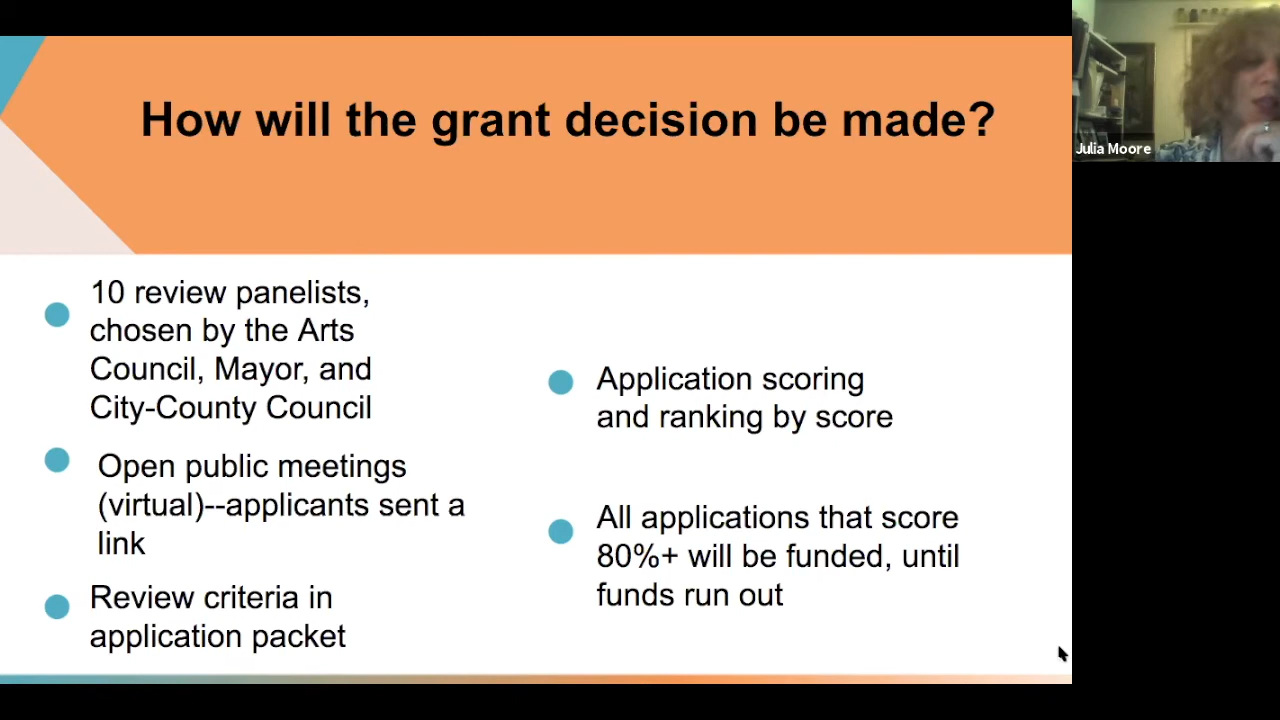 How will the grant decision be made?
10 review panelists,
chosen by the Arts
Council, Mayor, and
City-County Council
Open public meetings
(virtual)--applicants sent a
link
Review criteria in
application packet
Application scoring
and ranking by score
All applications that score
80%+ will be funded, until
funds run out
Julia Moore